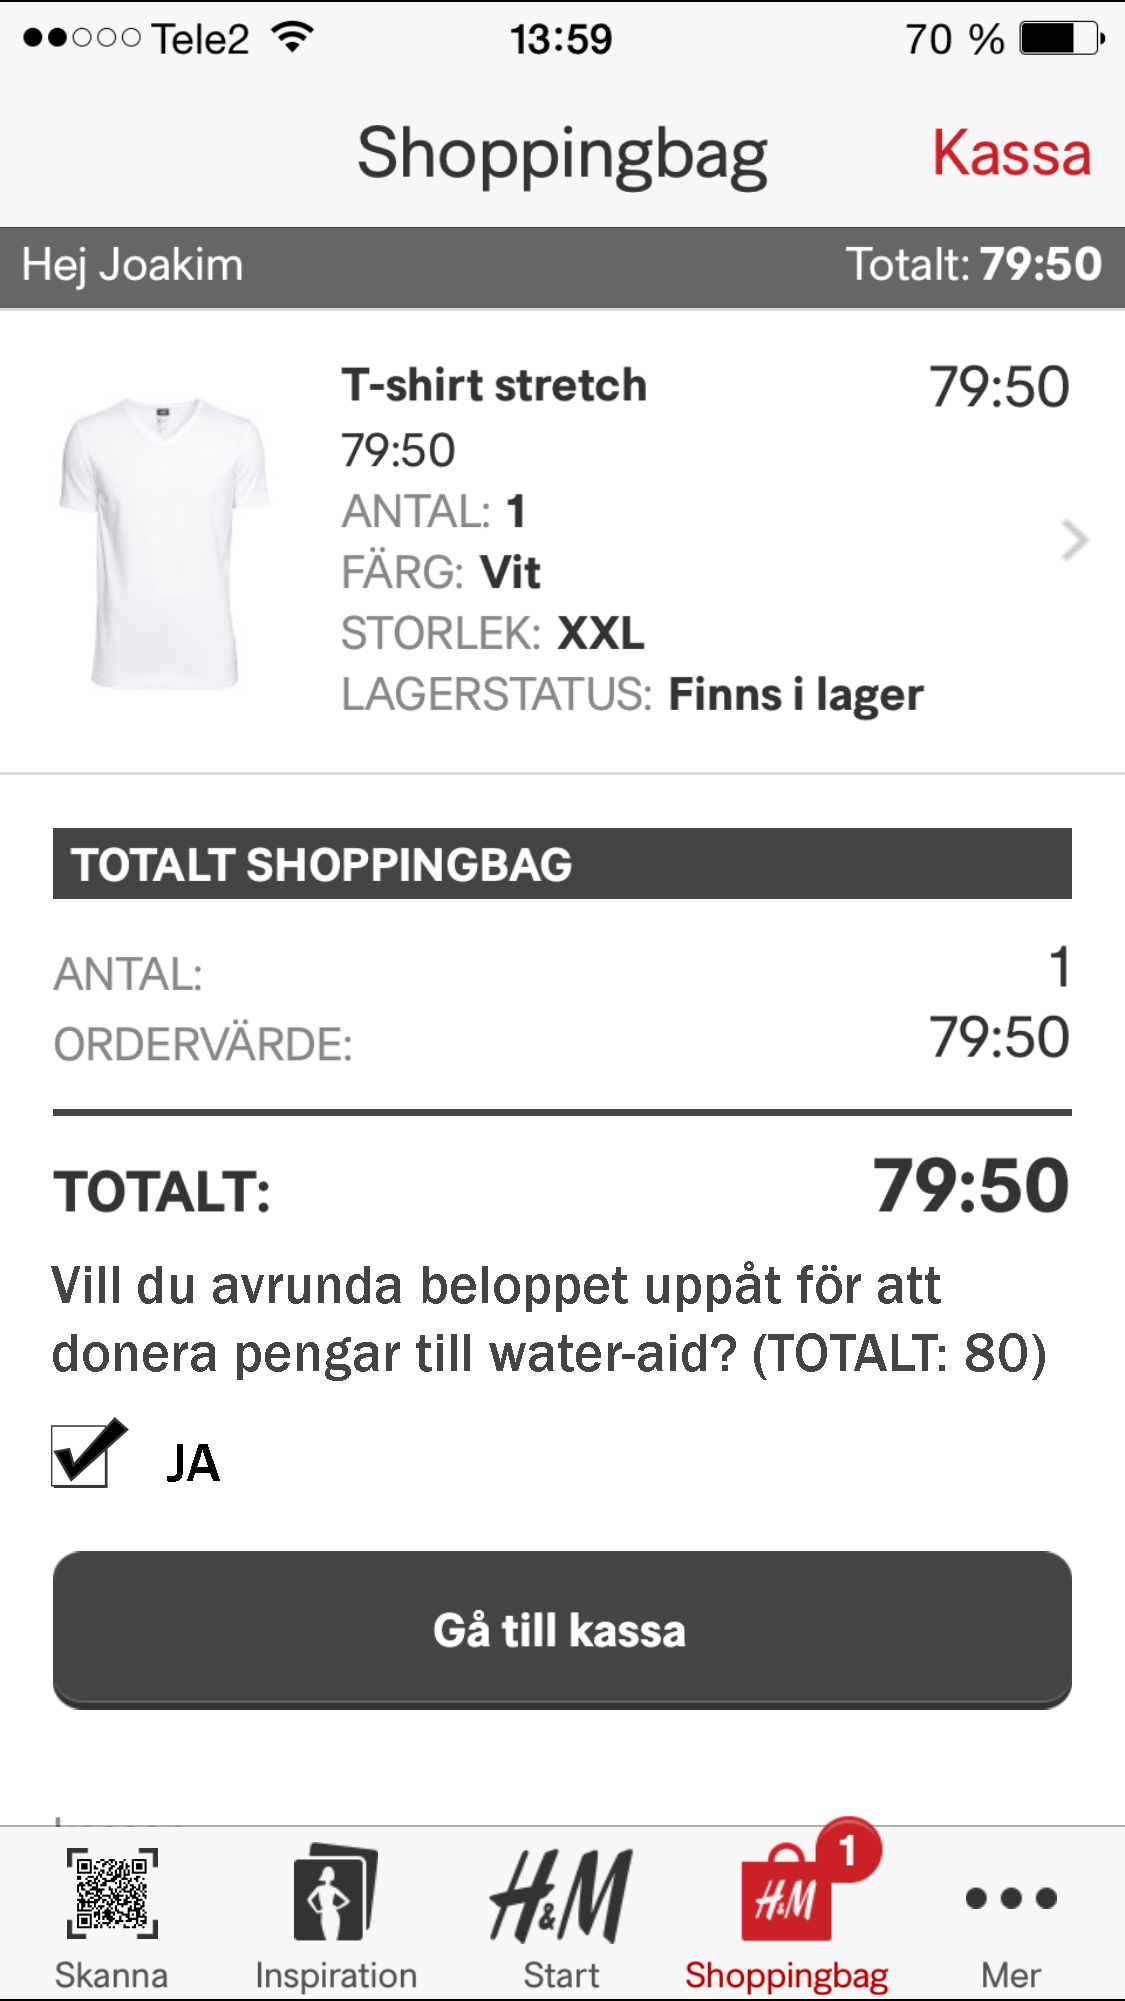 Tele2 13:59 70 %
Shoppingbag Kassa
Hej Joakim Totalt: 79:50
T-shirt stretch 79:50
79:50
ANTAL: 1
FÄRG: Vit
STORLEK: XXL
LAGERSTATUS: Finns i lager
TOTALT SHOPPINGBAG
ANTAL: 1
ORDERVÄRDE: 79:50
TOTALT: 79:50
Vill du avrunda beloppet uppåt för att
donera pengar till water-aid? (TOTALT: 80)
JA
Gå till kassa
H&M H&M 1
Skanna Inspiration Start Shoppingbag Mer